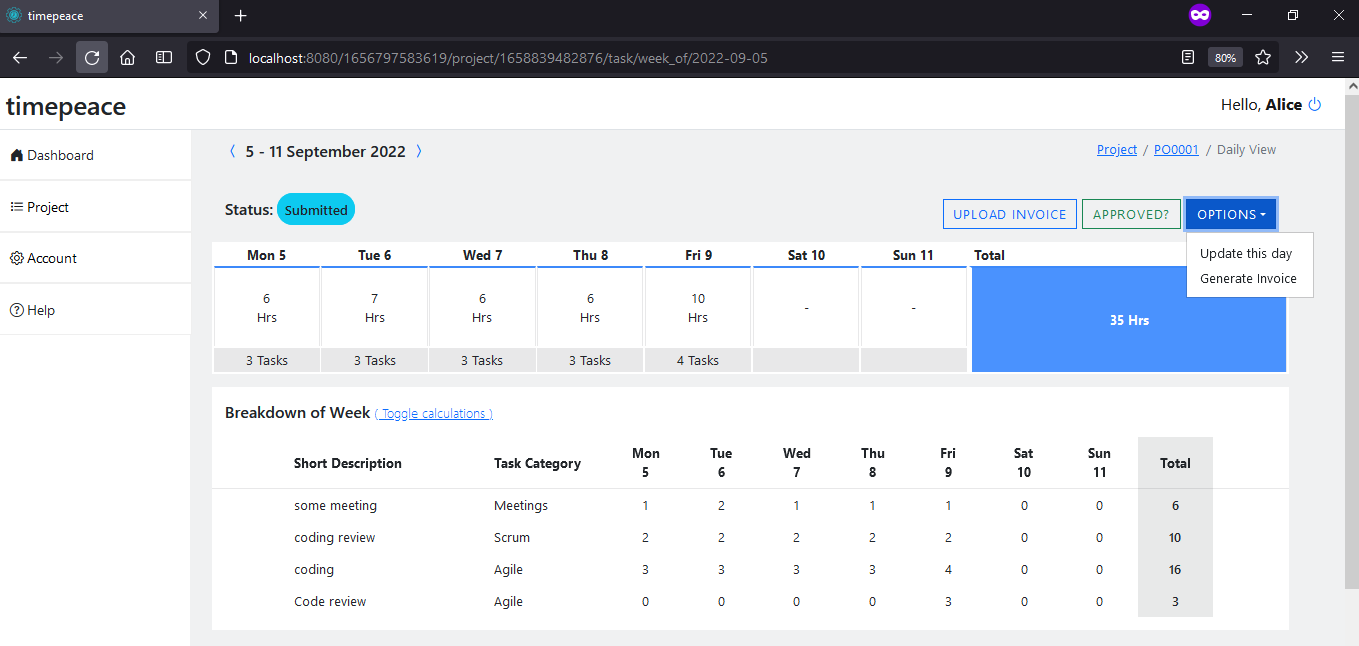 timepeace
localhost:8080/1656797583619/project/1658839482876/task/week_of/2022-09-05
80%
timepeace
Hello, Alice
Dashboard
Project
Account
Help
5 - 11 September 2022
Project / PO0001 / Daily View
Status: Submitted
UPLOAD INVOICE APPROVED? OPTIONS
Update this day
Generate Invoice
Mon 5 Tue 6 Wed 7 Thu 8 Fri 9 Sat 10 Sun 11 Total
6 7 6 6 10 - -
Hrs Hrs Hrs Hrs Hrs
35 Hrs
3 Tasks 3 Tasks 3 Tasks 3 Tasks 4 Tasks
Breakdown of Week ( Toggle calculations )
Short Description Task Category Mon 5 Tue 6 Wed 7 Thu 8 Fri 9 Sat 10 Sun 11 Total
some meeting Meetings 1 2 1 1 1 0 0 6
coding review Scrum 2 2 2 2 2 0 0 10
coding Agile 3 3 3 3 4 0 0 16
Code review Agile 0 0 0 0 3 0 0 3